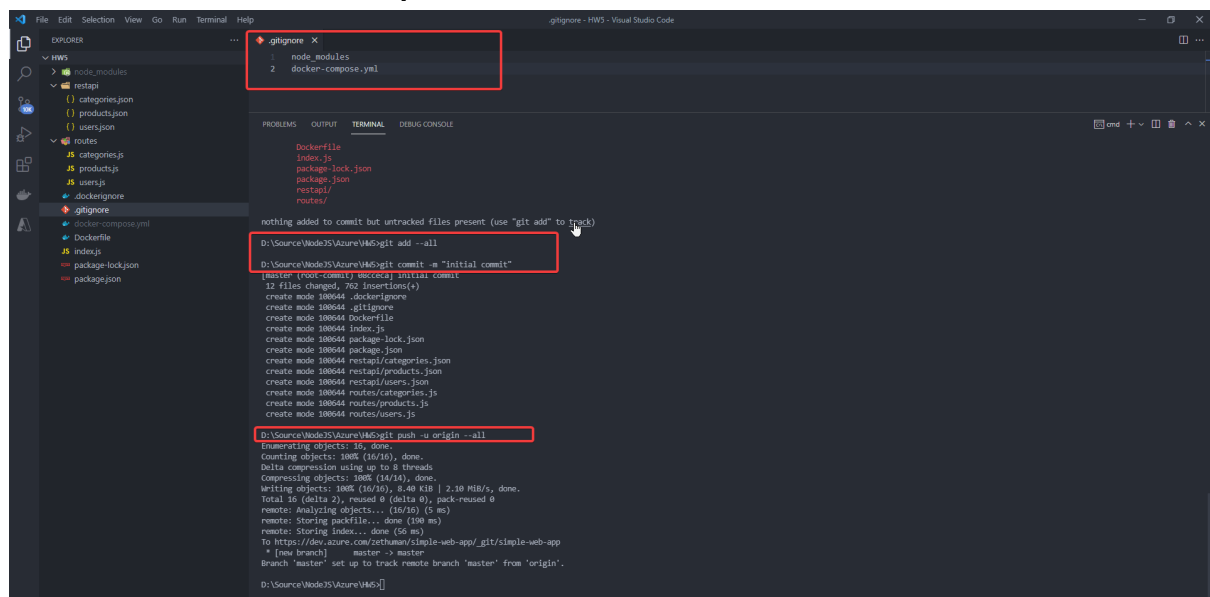 File Edit Selection View Go Run Terminal Help
.gitignore - HW5 - Visual Studio Code
EXPLORER
HW5
node_modules
restapi
{} categories.json
{} products.json
{} users.json
routes
JS categories.js
JS products.js
JS users.js
.dockerignore
.gitignore
docker-compose.yml
Dockerfile
JS index.js
package-lock.json
package.json
10K
.gitignore
1 node_modules
2 docker-compose.yml
PROBLEMS OUTPUT TERMINAL DEBUG CONSOLE
cmd
Dockerfile
index.js
package-lock.json
package.json
restapi/
routes/
nothing added to commit but untracked files present (use "git add" to track)
D:\Source\NodeJS\Azure\HW5>git add --all
D:\Source\NodeJS\Azure\HW5>git commit -m "initial commit"
[master (root-commit) 08cceca] initial commit
12 files changed, 762 insertions(+)
create mode 100644 .dockerignore
create mode 100644 .gitignore
create mode 100644 Dockerfile
create mode 100644 index.js
create mode 100644 package-lock.json
create mode 100644 package.json
create mode 100644 restapi/categories.json
create mode 100644 restapi/products.json
create mode 100644 restapi/users.json
create mode 100644 routes/categories.js
create mode 100644 routes/products.js
create mode 100644 routes/users.js
D:\Source\NodeJS\Azure\HW5>git push -u origin --all
Enumerating objects: 16, done.
Counting objects: 100% (16/16), done.
Delta compression using up to 8 threads
Compressing objects: 100% (14/14), done.
Writing objects: 100% (16/16), 8.40 KiB | 2.10 MiB/s, done.
Total 16 (delta 2), reused 0 (delta 0), pack-reused 0
remote: Analyzing objects... (16/16) (5 ms)
remote: Storing packfile... done (190 ms)
remote: Storing index... done (56 ms)
To https://dev.azure.com/zethuman/simple-web-app/_git/simple-web-app
* [new branch] master -> master
Branch 'master' set up to track remote branch 'master' from 'origin'.
D:\Source\NodeJS\Azure\HW5>